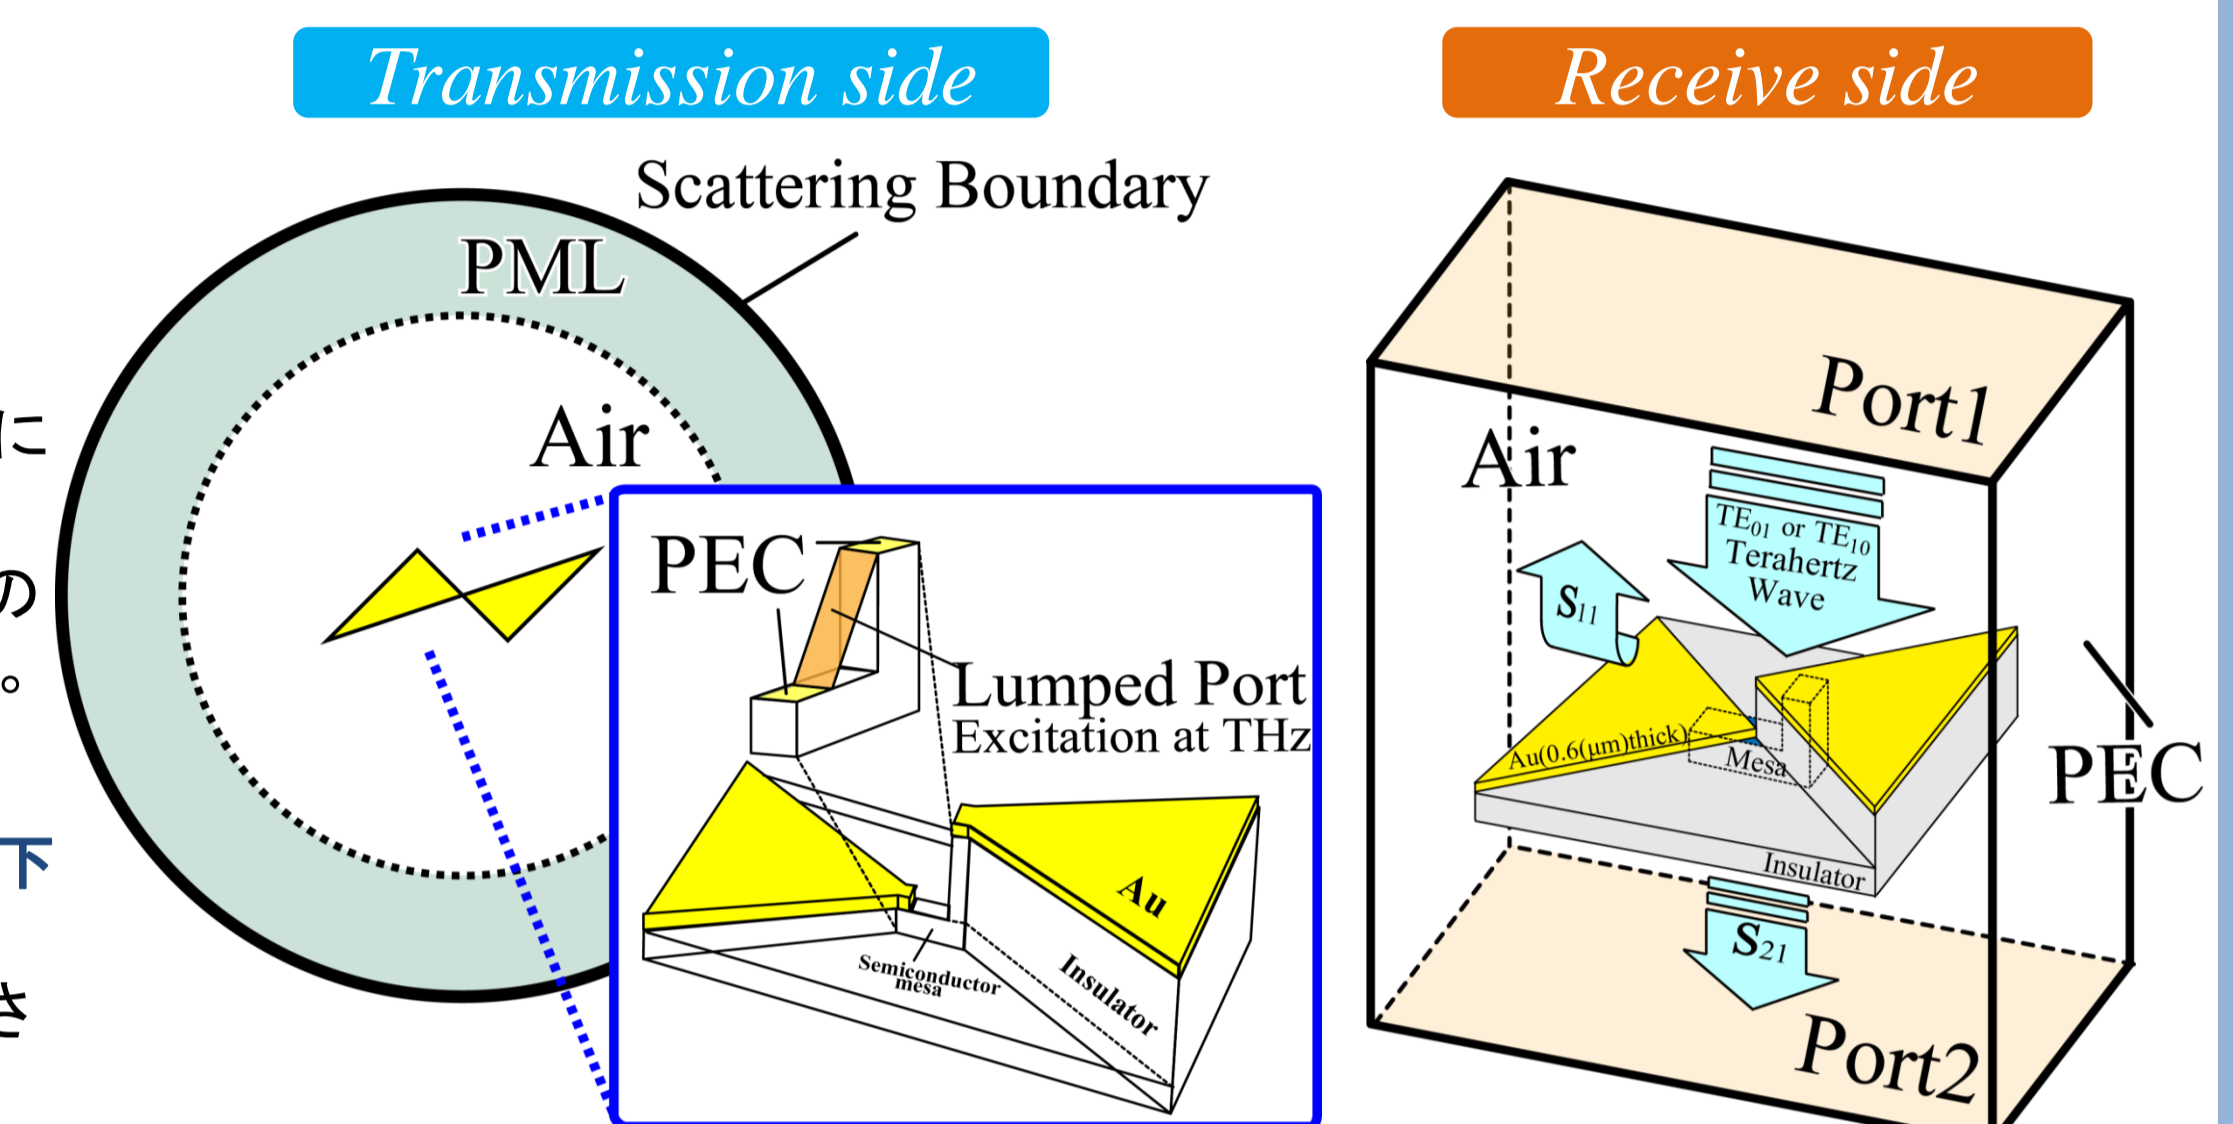 Transmission side
Receive side
Scattering Boundary
PML
Air
PEC
Lumped Port
Excitation at THz
Au
Semiconductor
mesa
Insulator
Port1
Air
TE01 or TE10
Terahertz
Wave
S11
Au(0.6(μm)thick)
Mesa
PEC
Insulator
S21
Port2
に
の
。
下
さ